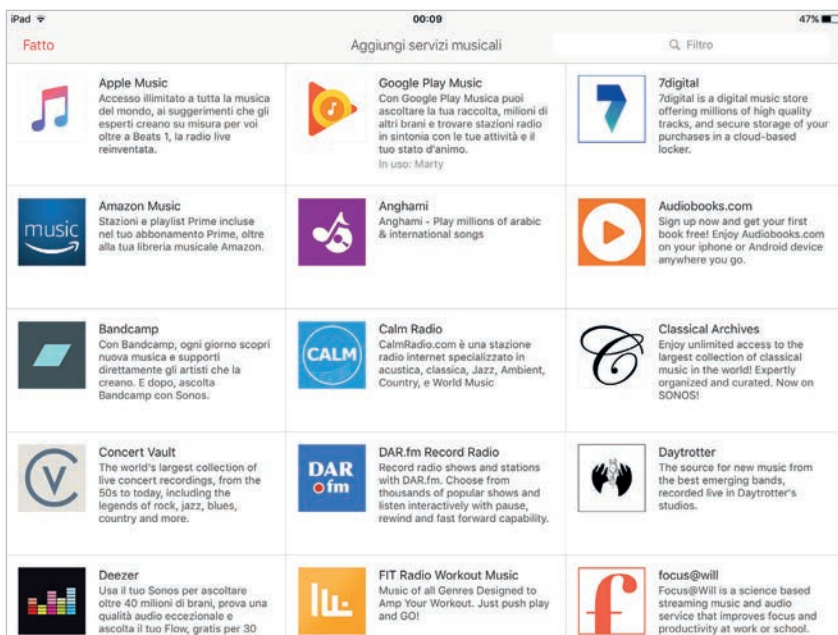 iPad
00:09
47%
Fatto
Aggiungi servizi musicali
Filtro
Apple Music
Accesso illimitato a tutta la musica
del mondo, ai suggerimenti che gli
esperti creano su misura per voi
oltre a Beats 1, la radio live
reinventata.
Google Play Music
Con Google Play Musica puoi
ascoltare la tua raccolta, milioni di
altri brani e trovare stazioni radio
in sintonia con le tue attività e il
tuo stato d'animo.
In uso: Marty
7digital
7digital is a digital music store
offering millions of high quality
tracks, and secure storage of your
purchases in a cloud-based
locker.
music
Amazon Music
Stazioni e playlist Prime incluse
nel tuo abbonamento Prime, oltre
alla tua libreria musicale Amazon.
Anghami
Anghami - Play millions of arabic
& international songs
Audiobooks.com
Sign up now and get your first
book free! Enjoy Audiobooks.com
on your iphone or Android device
anywhere you go.
Bandcamp
Con Bandcamp, ogni giorno scopri
nuova musica e supporti
direttamente gli artisti che la
creano. E dopo, ascolta
Bandcamp con Sonos.
CALM
Calm Radio
CalmRadio.com è una stazione
radio internet specializzato in
acustica, classica, Jazz, Ambient,
Country, e World Music
C
Classical Archives
Enjoy unlimited access to the
largest collection of classical
music in the world! Expertly
organized and curated. Now on
SONOS!
CV
Concert Vault
The world's largest collection of
live concert recordings, from the
50s to today, including the
legends of rock, jazz, blues,
country and more.
DAR
fm
DAR.fm Record Radio
Record radio shows and stations
with DAR.fm. Choose from
thousands of popular shows and
listen interactively with pause,
rewind and fast forward capability.
Daytrotter
The source for new music from
the best emerging bands,
recorded live in Daytrotter's
studios.
Deezer
Usa il tuo Sonos per ascoltare
oltre 40 milioni di brani, prova una
qualità audio eccezionale e
ascolta il tuo Flow, gratis per 30
FIT Radio Workout Music
Music of all Genres Designed to
Amp Your Workout. Just push play
and GO!
f
focus@will
Focus@Will is a science based
streaming music and audio
service that improves focus and
productivity at work or school.